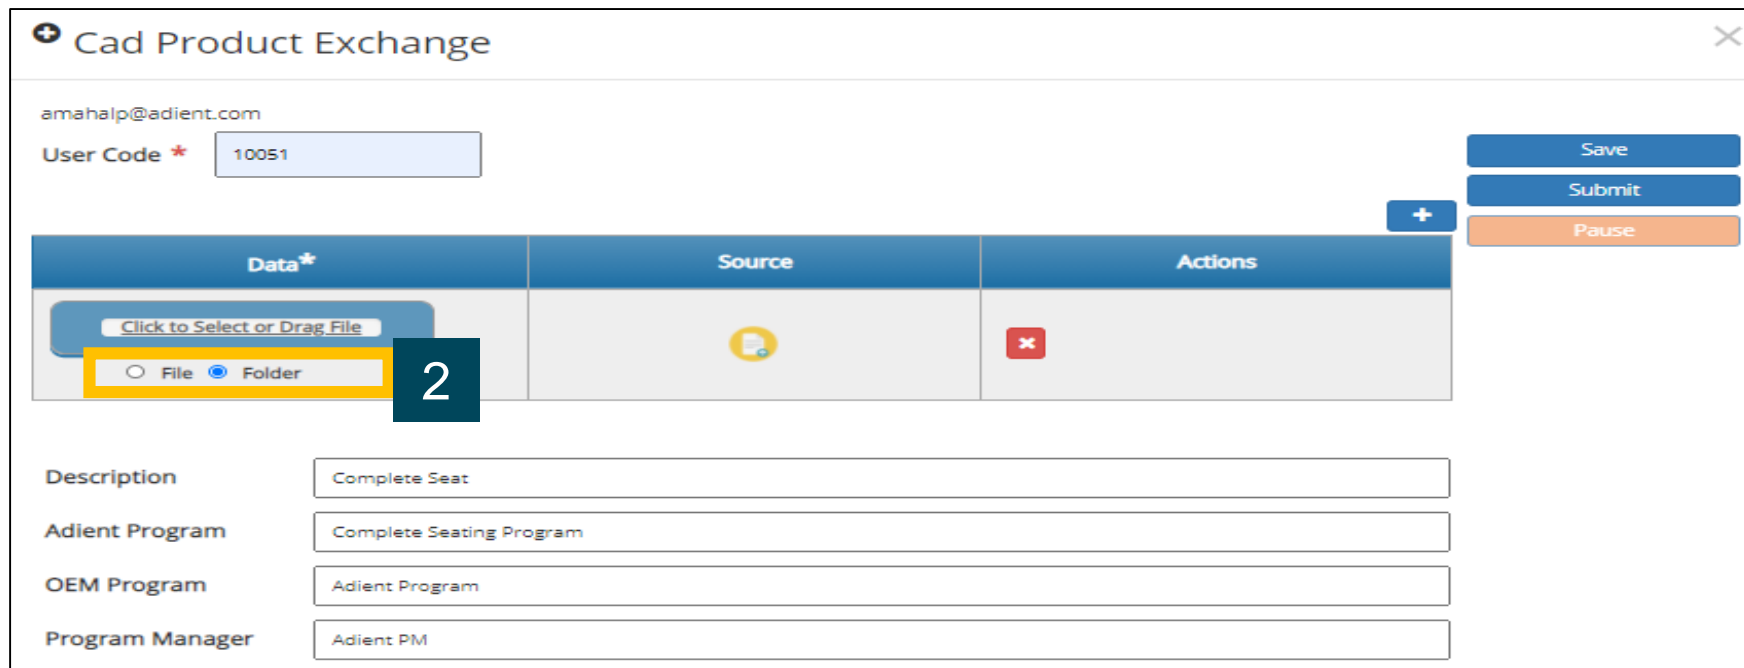 Cad Product Exchange
amahalp@adient.com
User Code * 10051
Save
Submit
Pause
Data* Source Actions
Click to Select or Drag File
File Folder
2
Description Complete Seat
Adient Program Complete Seating Program
OEM Program Adient Program
Program Manager Adient PM